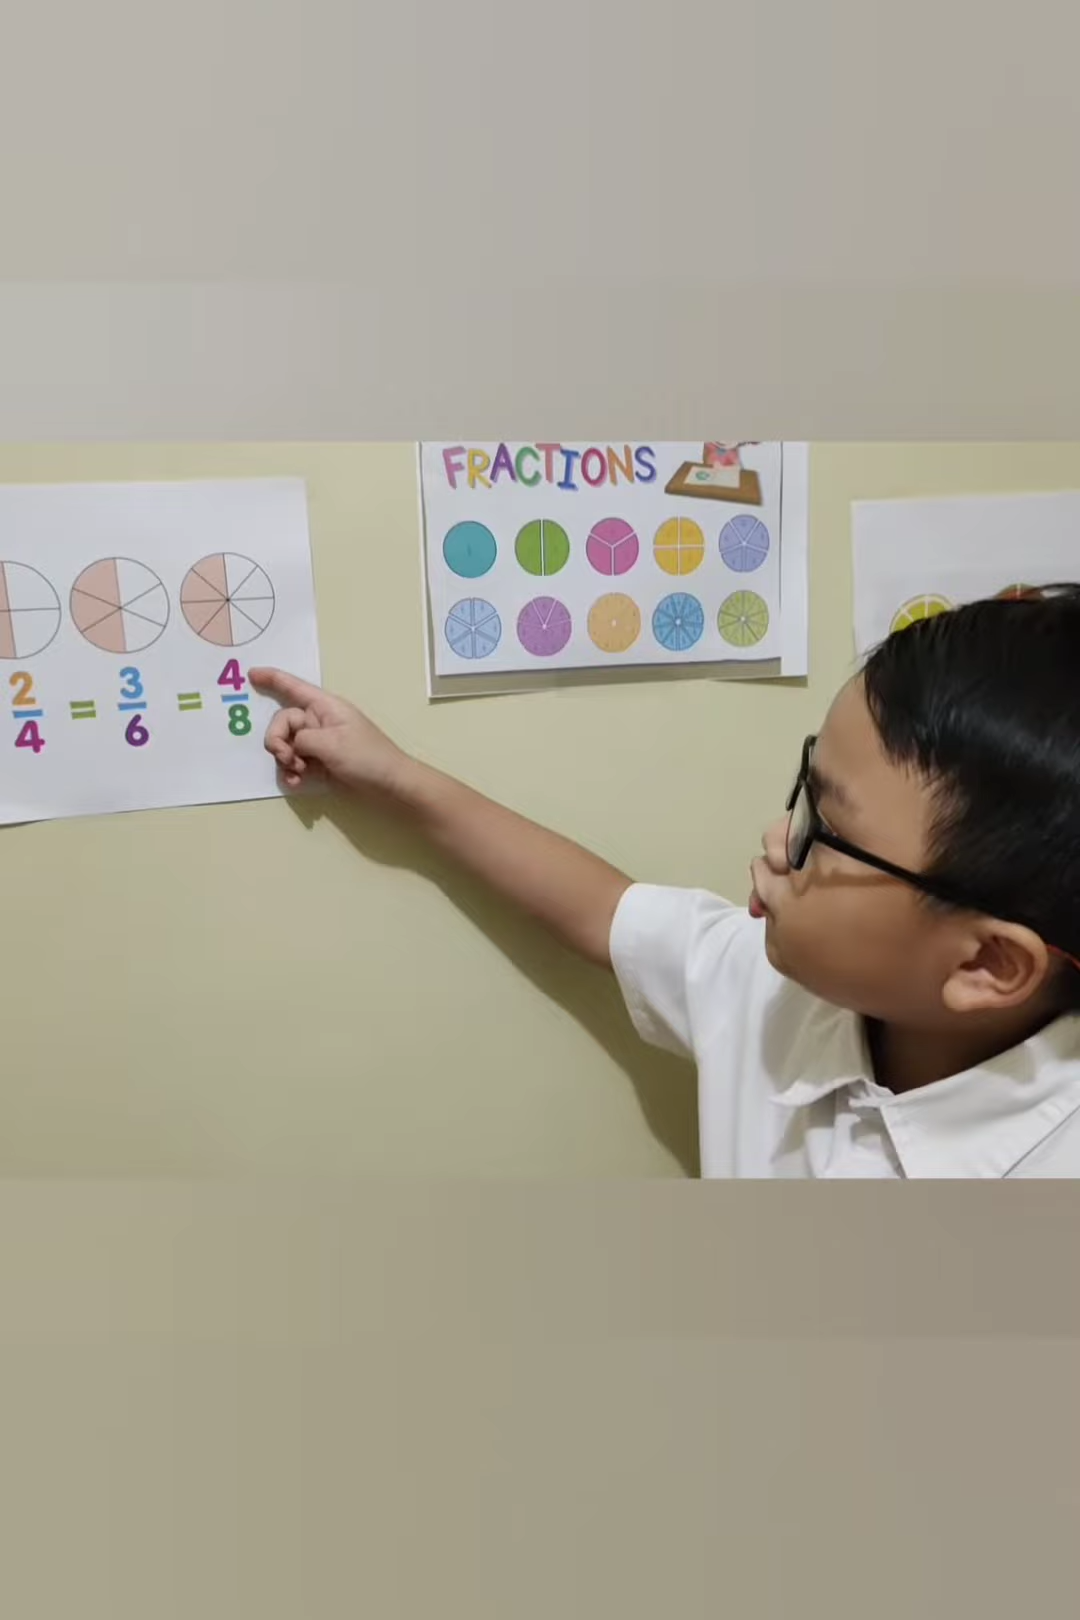 FRACTIONS
2/4 = 3/6 = 4/8